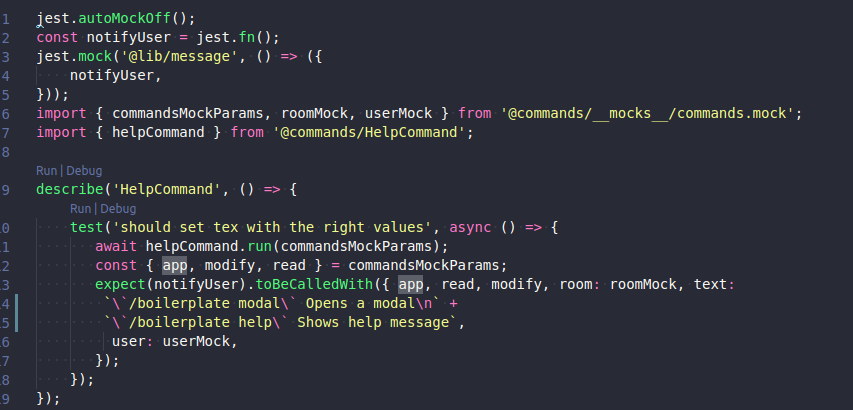 1 jest.autoMockOff();
2 const notifyUser = jest.fn();
3 jest.mock('@lib/message', () => ({
4     notifyUser,
5 }));
6 import { commandsMockParams, roomMock, userMock } from '@commands/__mocks__/commands.mock';
7 import { helpCommand } from '@commands/HelpCommand';
8
Run | Debug
9 describe('HelpCommand', () => {
Run | Debug
0     test('should set tex with the right values', async () => {
1        await helpCommand.run(commandsMockParams);
2        const { app, modify, read } = commandsMockParams;
3        expect(notifyUser).toBeCalledWith({ app, read, modify, room: roomMock, text:
4         `\`/boilerplate modal\` Opens a modal\n` +
5         `\`/boilerplate help\` Shows help message`,
6          user: userMock,
7        });
8     });
9 });